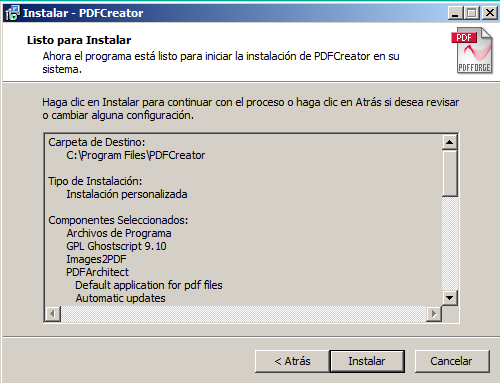 Instalar - PDFCreator
Listo para Instalar
Ahora el programa está listo para iniciar la instalación de PDFCreator en su
sistema.
PDF
PDFFORGE
Haga clic en Instalar para continuar con el proceso o haga clic en Atrás si desea revisar
o cambiar alguna configuración.
Carpeta de Destino:
C:\Program Files\PDFCreator
Tipo de Instalación:
Instalación personalizada
Componentes Seleccionados:
Archivos de Programa
GPL Ghostscript 9.10
Images2PDF
PDFArchitect
Default application for pdf files
Automatic updates
< Atrás
Instalar
Cancelar